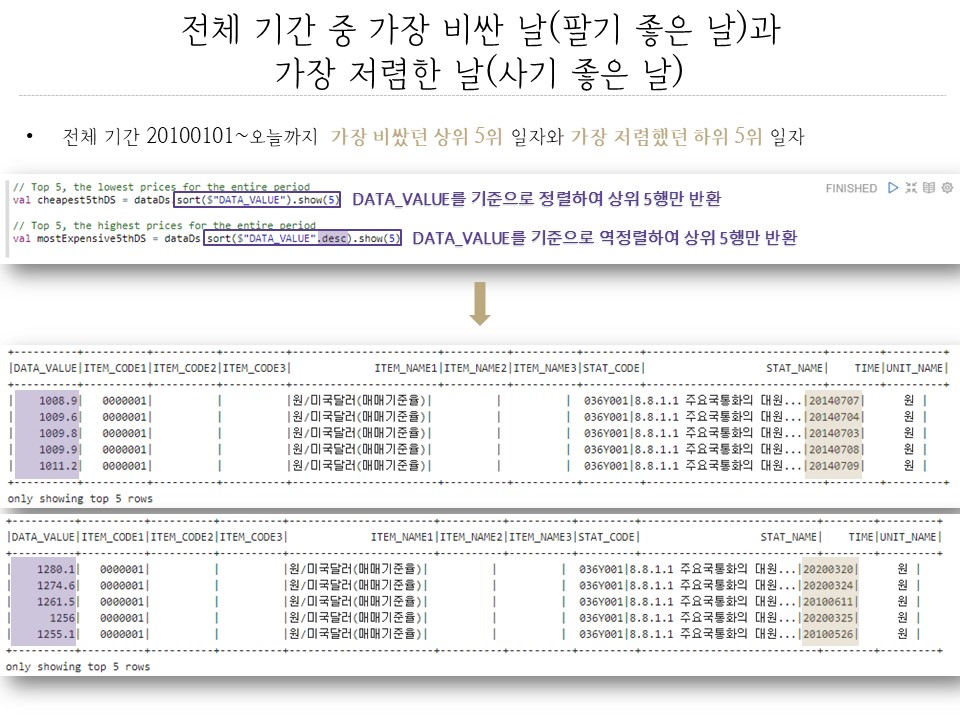 전체 기간 중 가장 비싼 날(팔기 좋은 날)과
가장 저렴한 날(사기 좋은 날)
• 전체 기간 20100101~오늘까지 가장 비쌌던 상위 5위 일자와 가장 저렴했던 하위 5위 일자
// Top 5, the lowest prices for the entire period
FINISHED
val cheapest5thDS = dataDs.sort($"DATA_VALUE").show(5) DATA_VALUE를 기준으로 정렬하여 상위 5행만 반환
// Top 5, the highest prices for the entire period
val mostExpensive5thDS = dataDs.sort($"DATA_VALUE".desc).show(5) DATA_VALUE를 기준으로 역정렬하여 상위 5행만 반환
|DATA_VALUE|ITEM_CODE1|ITEM_CODE2|ITEM_CODE3| ITEM_NAME1|ITEM_NAME2|ITEM_NAME3|STAT_CODE| STAT_NAME| TIME|UNIT_NAME|
| 1008.9| 0000001| | |원/미국달러(매매기준율)| | | 036Y001|8.8.1.1 주요국통화의 대원...|20140707| 원 |
| 1009.6| 0000001| | |원/미국달러(매매기준율)| | | 036Y001|8.8.1.1 주요국통화의 대원...|20140704| 원 |
| 1009.8| 0000001| | |원/미국달러(매매기준율)| | | 036Y001|8.8.1.1 주요국통화의 대원...|20140703| 원 |
| 1009.9| 0000001| | |원/미국달러(매매기준율)| | | 036Y001|8.8.1.1 주요국통화의 대원...|20140708| 원 |
| 1011.2| 0000001| | |원/미국달러(매매기준율)| | | 036Y001|8.8.1.1 주요국통화의 대원...|20140709| 원 |
only showing top 5 rows
|DATA_VALUE|ITEM_CODE1|ITEM_CODE2|ITEM_CODE3| ITEM_NAME1|ITEM_NAME2|ITEM_NAME3|STAT_CODE| STAT_NAME| TIME|UNIT_NAME|
| 1280.1| 0000001| | |원/미국달러(매매기준율)| | | 036Y001|8.8.1.1 주요국통화의 대원...|20200320| 원 |
| 1274.6| 0000001| | |원/미국달러(매매기준율)| | | 036Y001|8.8.1.1 주요국통화의 대원...|20200324| 원 |
| 1261.5| 0000001| | |원/미국달러(매매기준율)| | | 036Y001|8.8.1.1 주요국통화의 대원...|20100611| 원 |
| 1256| 0000001| | |원/미국달러(매매기준율)| | | 036Y001|8.8.1.1 주요국통화의 대원...|20200325| 원 |
| 1255.1| 0000001| | |원/미국달러(매매기준율)| | | 036Y001|8.8.1.1 주요국통화의 대원...|20100526| 원 |
only showing top 5 rows